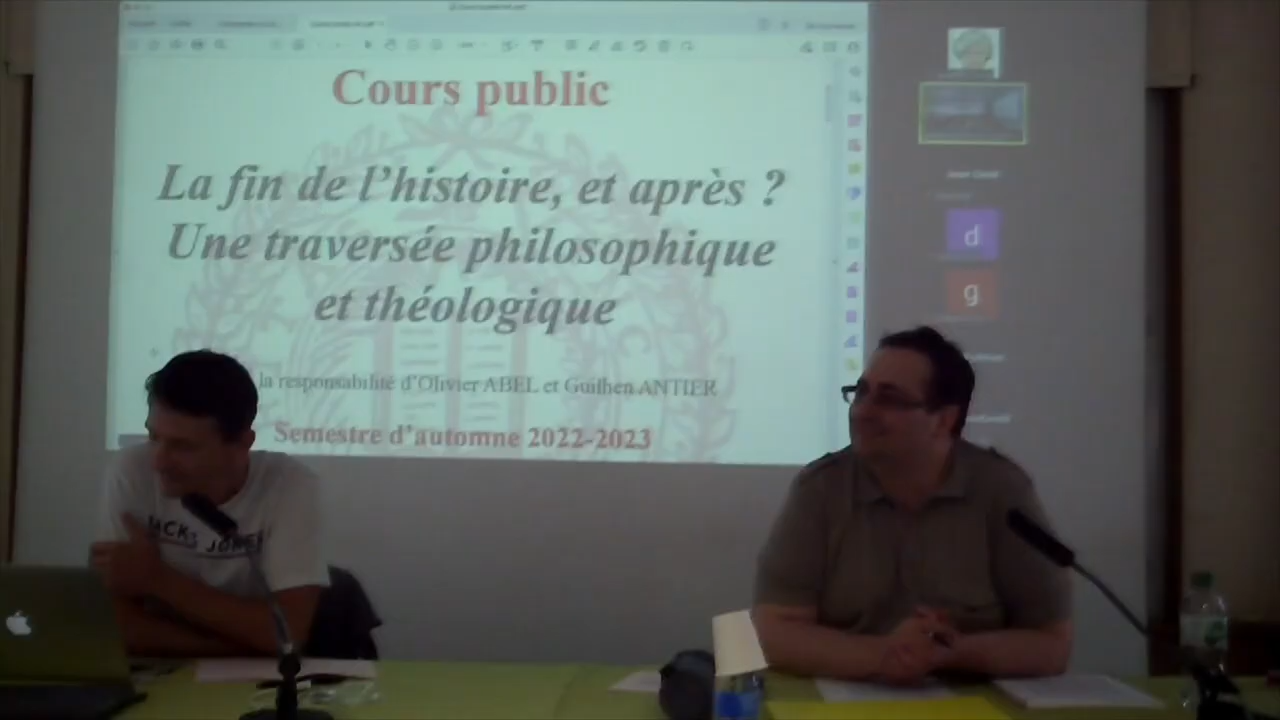 Cours public
La fin de l'histoire, et après ?
Une traversée philosophique
et théologique
la responsabilité d'Olivier ABEL et Guilhen ANTIER
Semestre d'automne 2022-2023
d
g
JACK & JONES